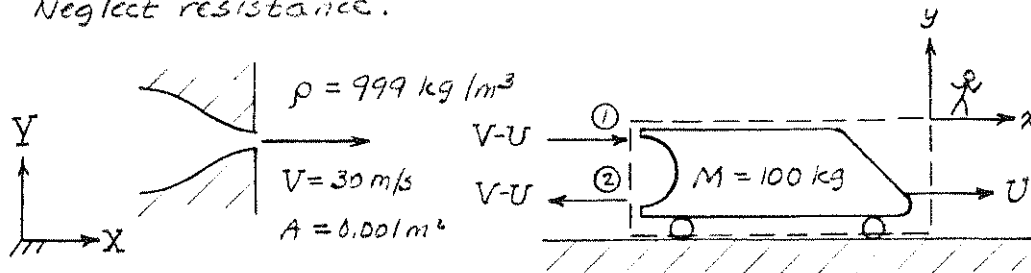 Neglect resistance.
y
ρ = 999 kg/m³
Y
V-U
①
x
V = 30 m/s
V-U
②
M = 100 kg
U
A = 0.001 m²
X